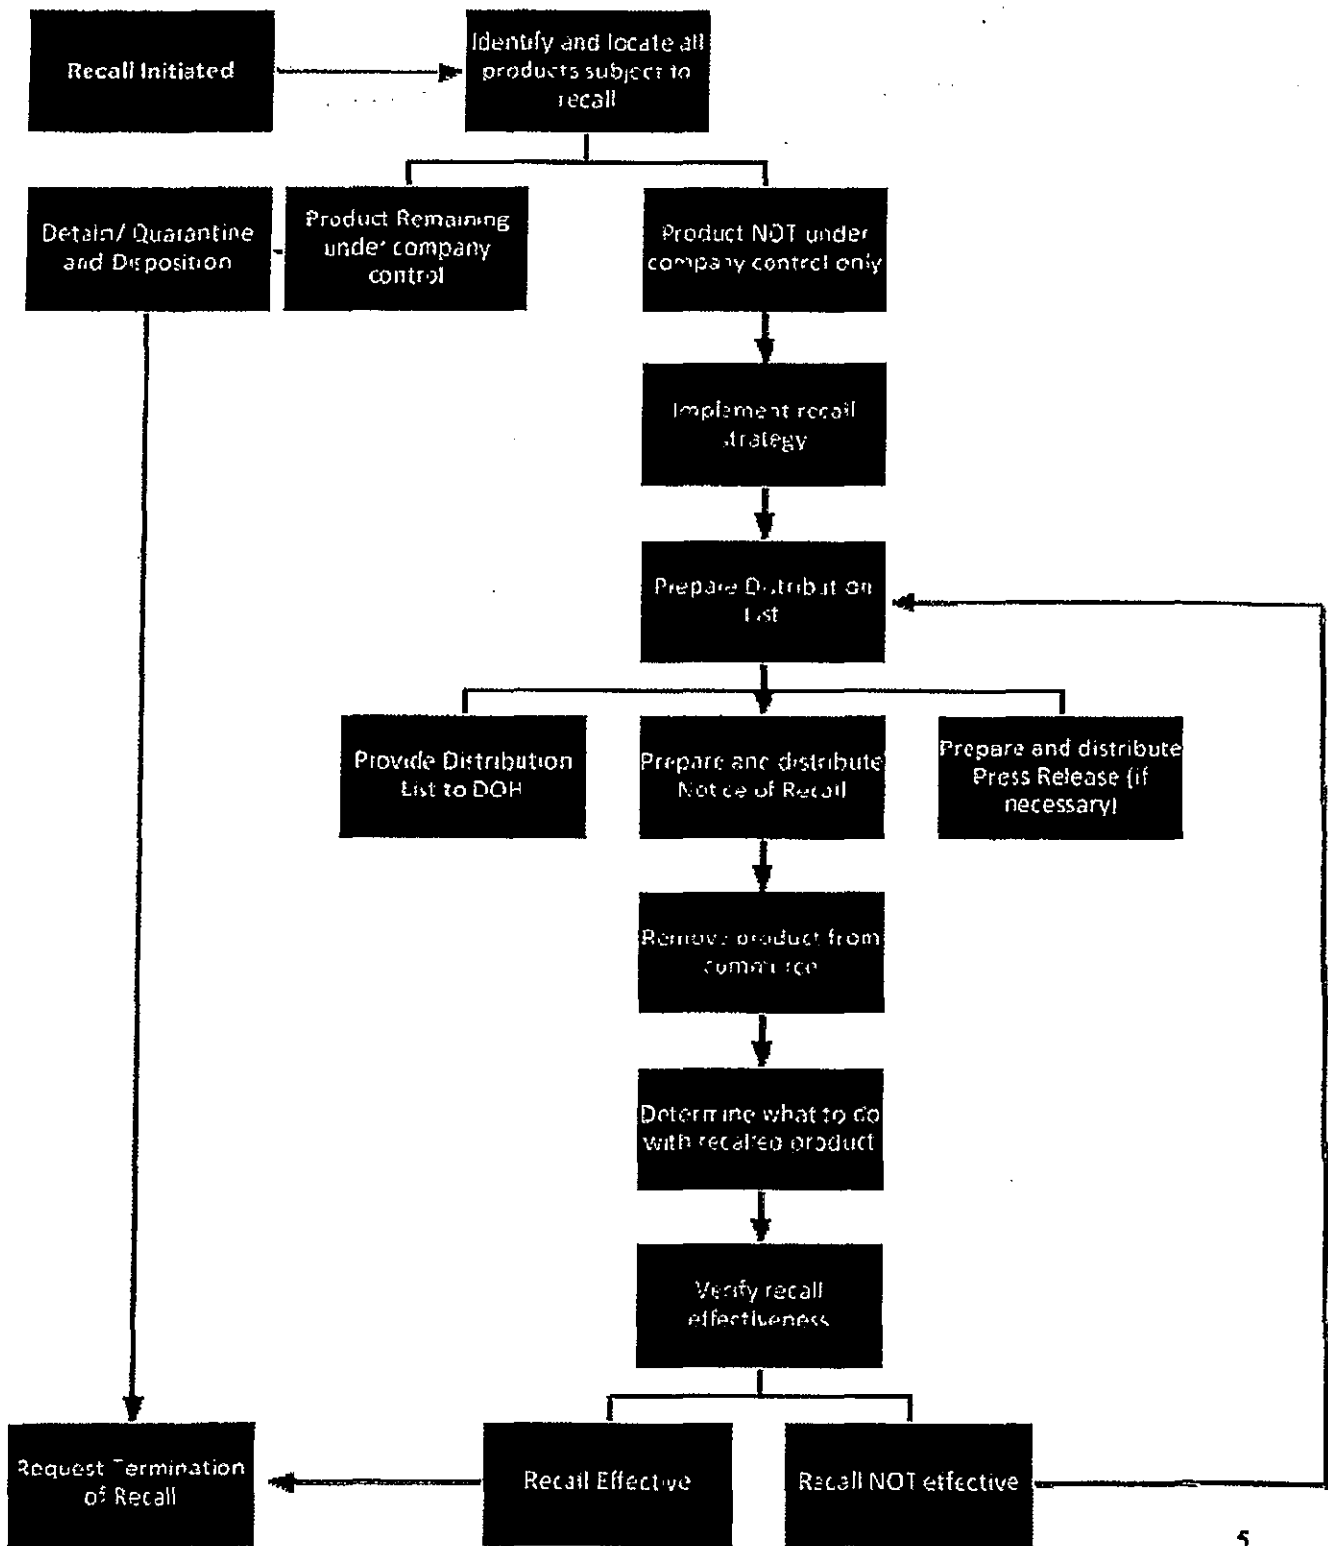 Recall Initiated
Identify and locate all
products subject to
recall
Detain/ Quarantine
and Disposition
Product Remaining
under company
control
Product NOT under
company control only
Implement recall
strategy
Prepare Distribution
List
Provide Distribution
List to DOH
Prepare and distribute
Notice of Recall
Prepare and distribute
Press Release (if
necessary)
Remove product from
commerce
Determine what to do
with recalled product
Verify recall
effectiveness
Request Termination
of Recall
Recall Effective
Recall NOT effective
5